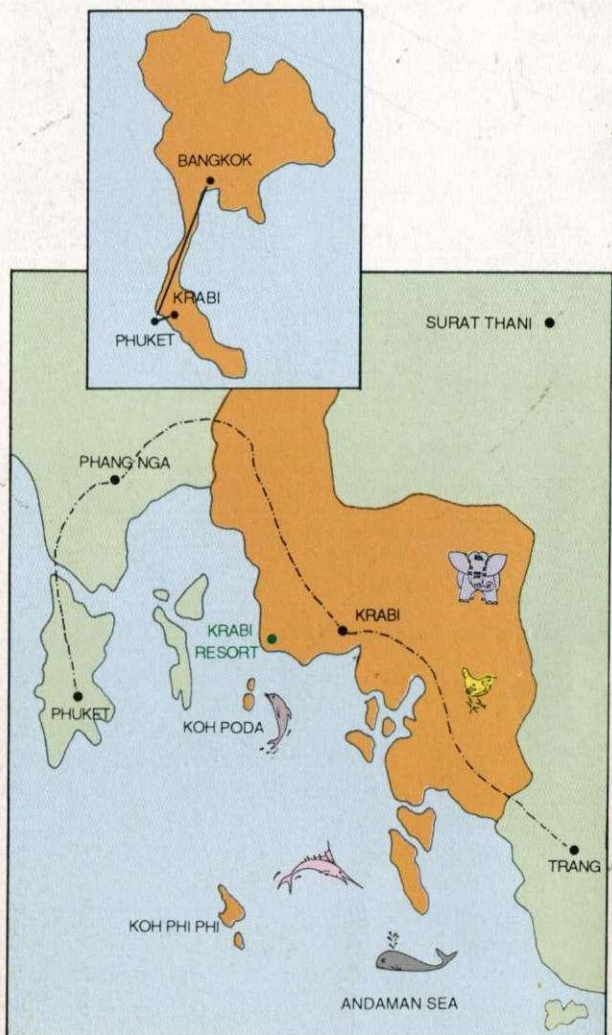 BANGKOK
KRABI
PHUKET
SURAT THANI
PHANG NGA
KRABI
KRABI
RESORT
PHUKET
KOH PODA
TRANG
KOH PHI PHI
ANDAMAN SEA